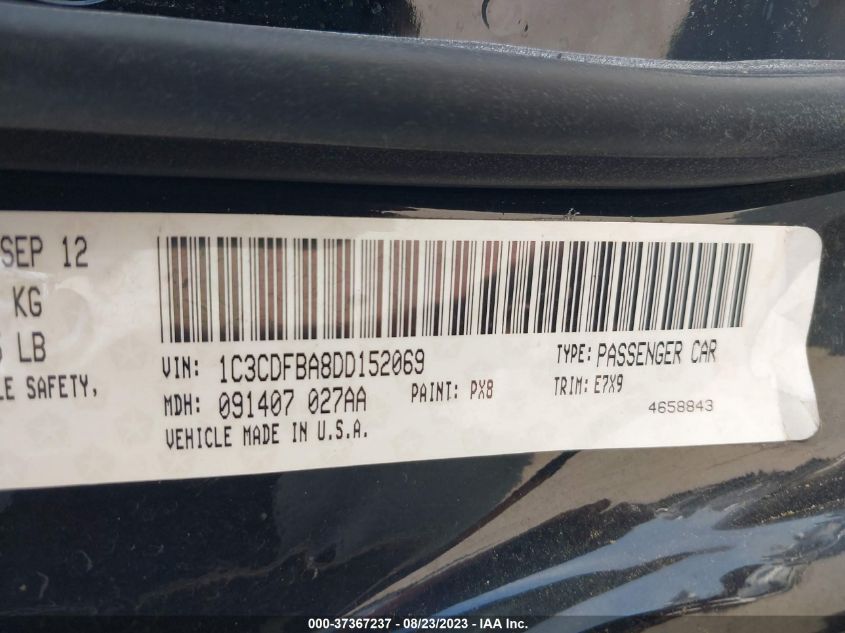 SEP 12
KG
LB
LE SAFETY,
VIN: 1C3CDFBA8DD152069
TYPE: PASSENGER CAR
MDH: 091407 027AA
PAINT: PX8
TRIM: E7X9
VEHICLE MADE IN U.S.A.
4658843
000-37367237 - 08/23/2023 - IAA Inc.